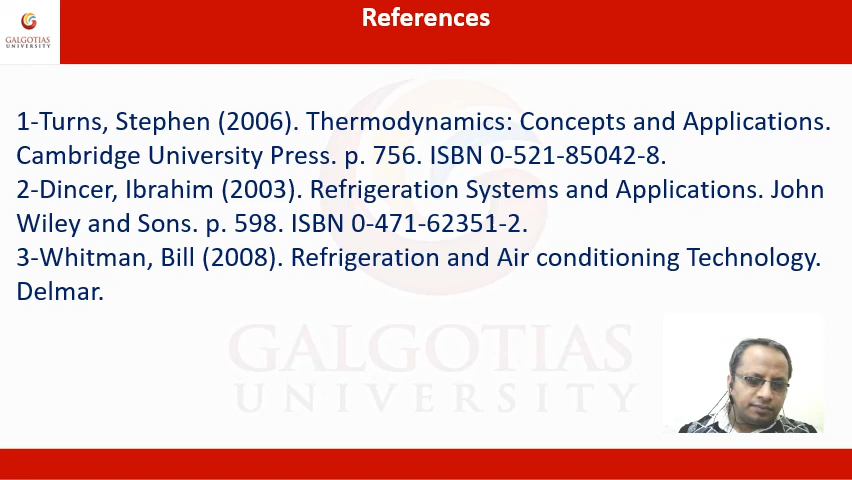 References
GALGOTIAS
UNIVERSITY
1-Turns, Stephen (2006). Thermodynamics: Concepts and Applications.
Cambridge University Press. p. 756. ISBN 0-521-85042-8.
2-Dincer, Ibrahim (2003). Refrigeration Systems and Applications. John
Wiley and Sons. p. 598. ISBN 0-471-62351-2.
3-Whitman, Bill (2008). Refrigeration and Air conditioning Technology.
Delmar.
GALGOTIAS
UNIVERSITY